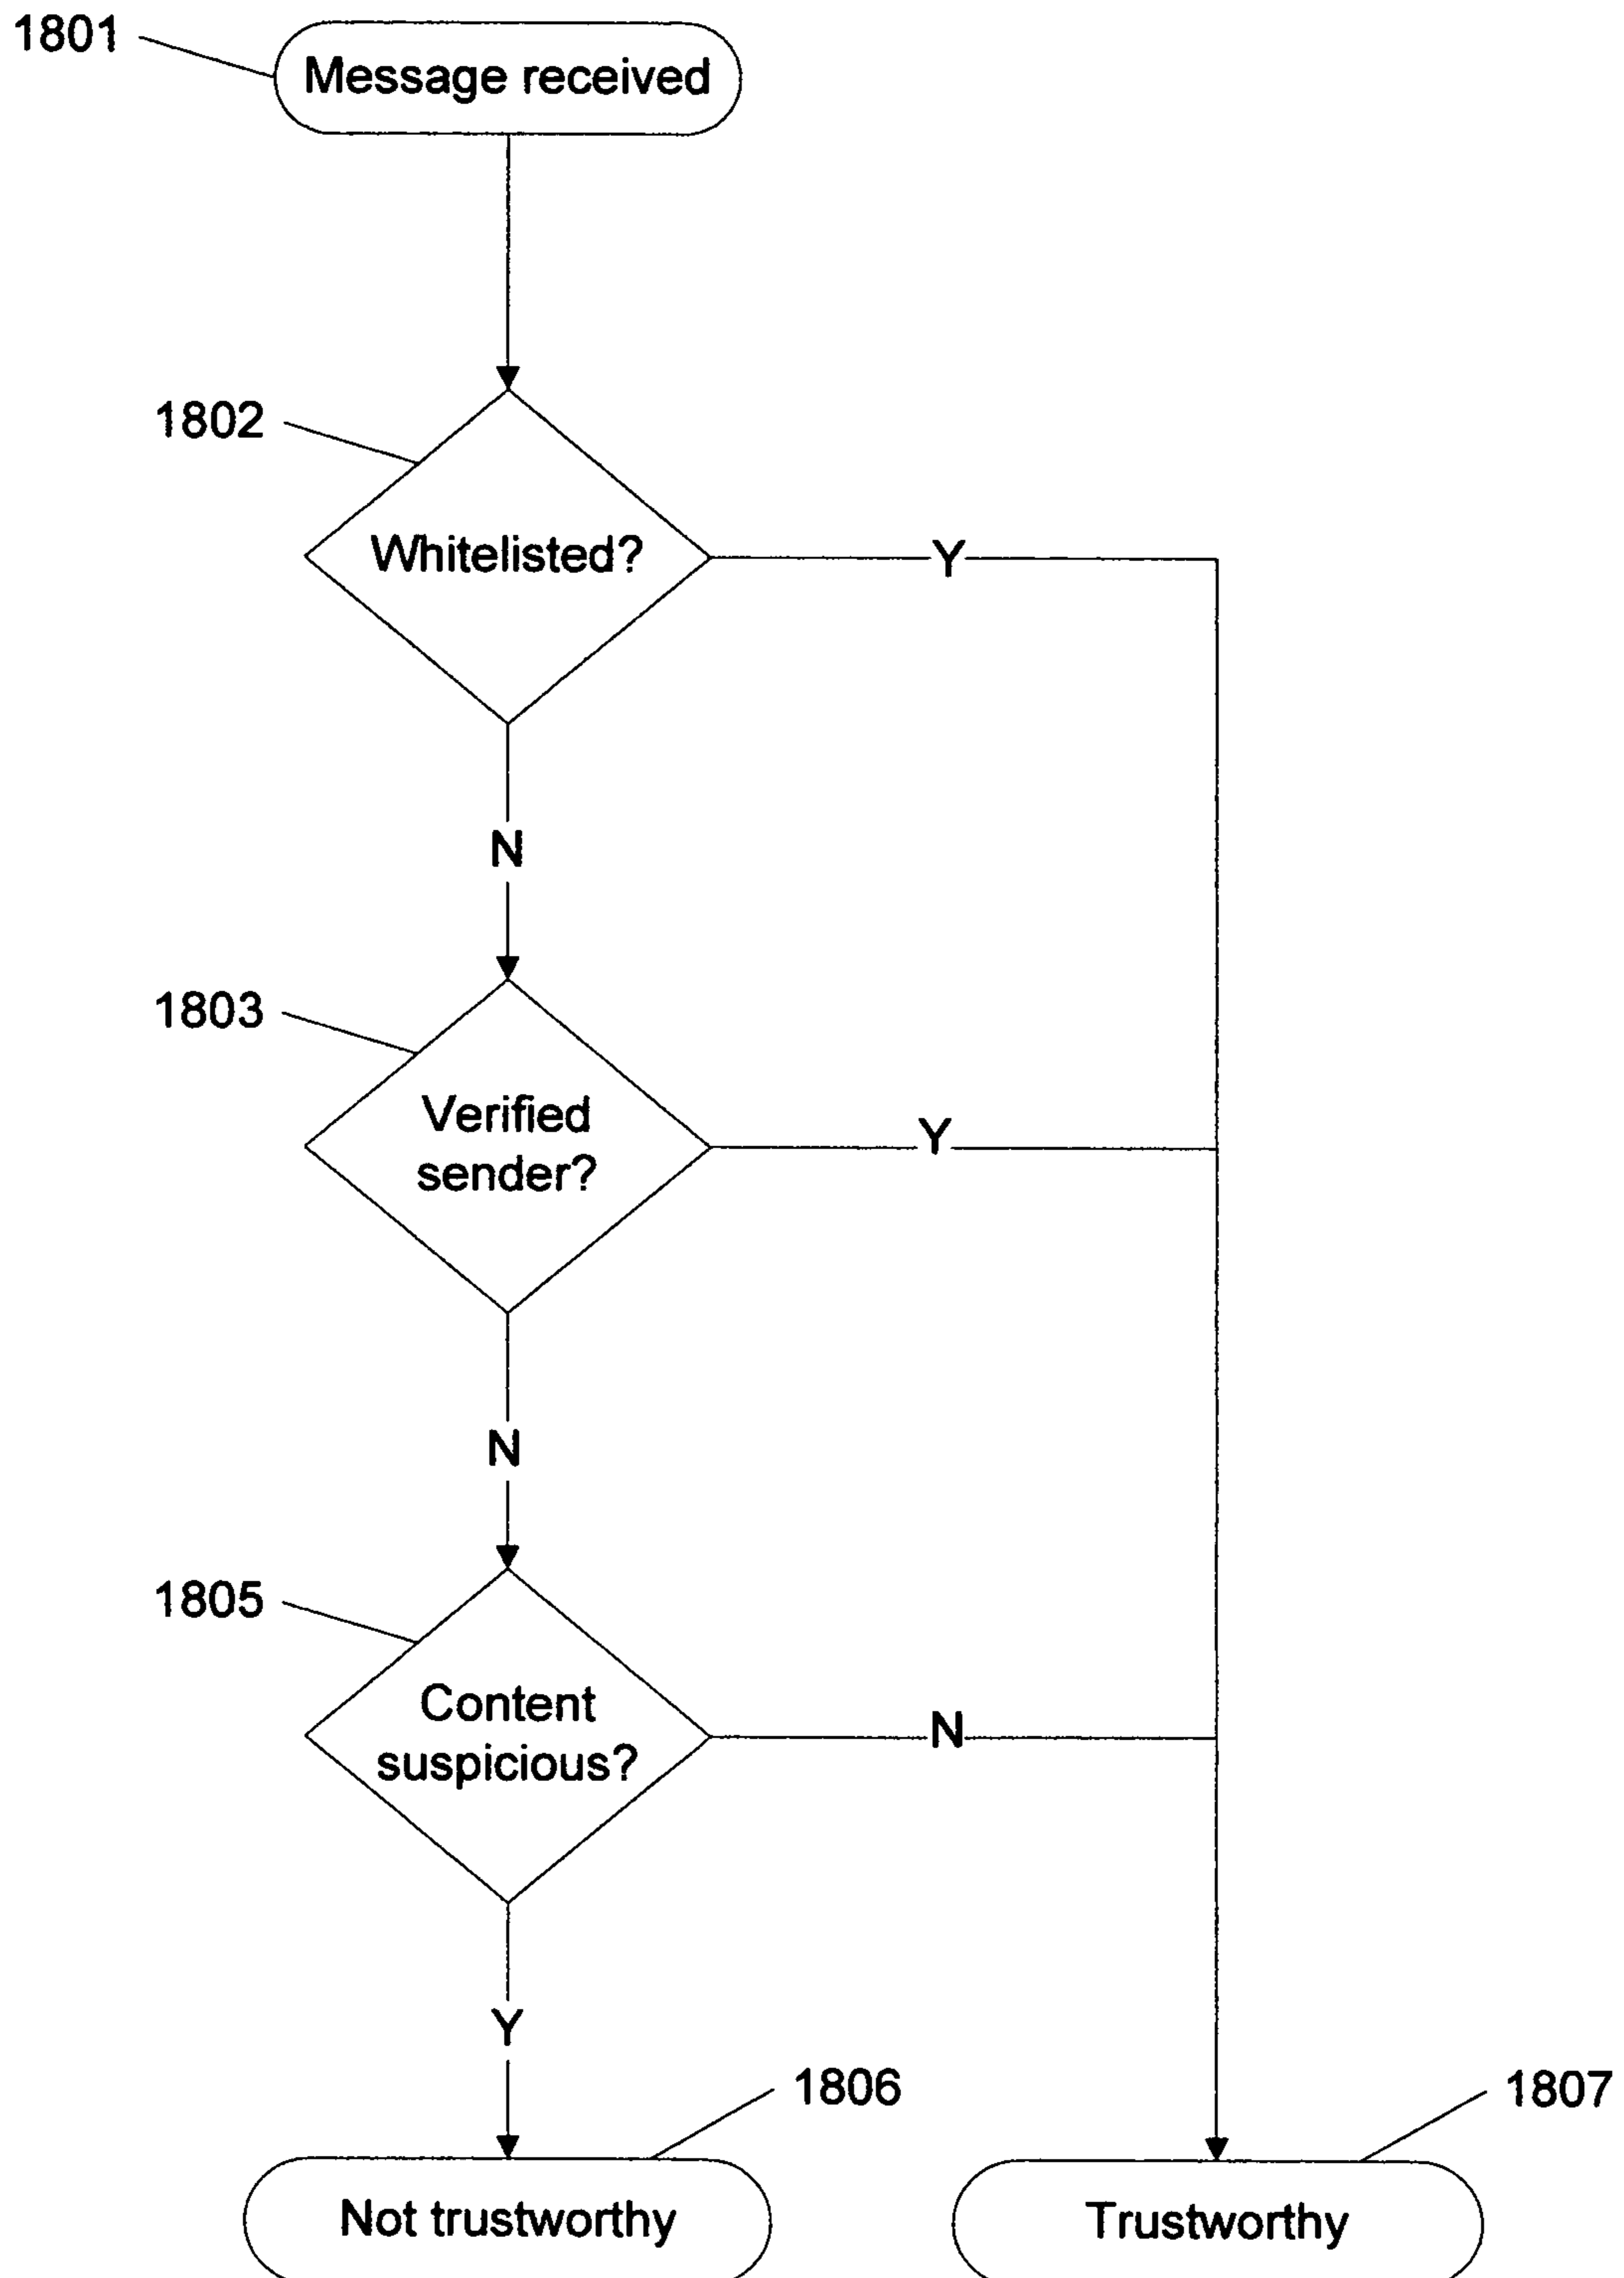 1801
Message received
1802
Whitelisted?
Y
N
1803
Verified
sender?
Y
N
1805
Content
suspicious?
N
Y
1806
1807
Not trustworthy
Trustworthy